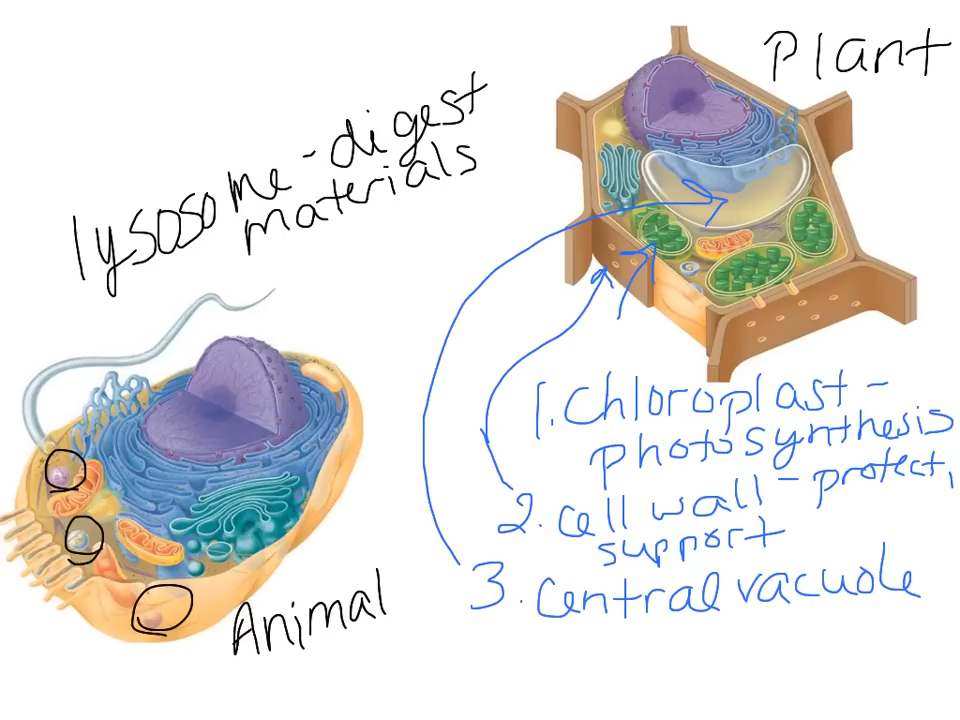 Plant
lysosome - digest
materials
1. Chloroplast -
photosynthesis
2. Cell wall - protect,
support
3. Central vacuole
Animal